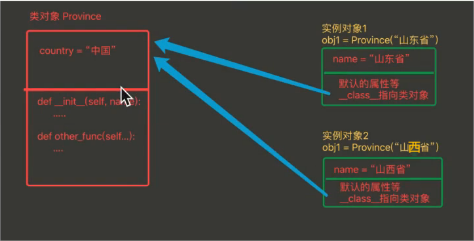 类对象 Province
country = “中国”
def __init__(self, na
):
.....
def other_func(self...):
....
实例对象1
obj1 = Province(“山东省”)
name = “山东省”
默认的属性等
__class__指向类对象
实例对象2
obj1 = Province(“山西省”)
name = “山西省”
默认的属性等
__class__指向类对象